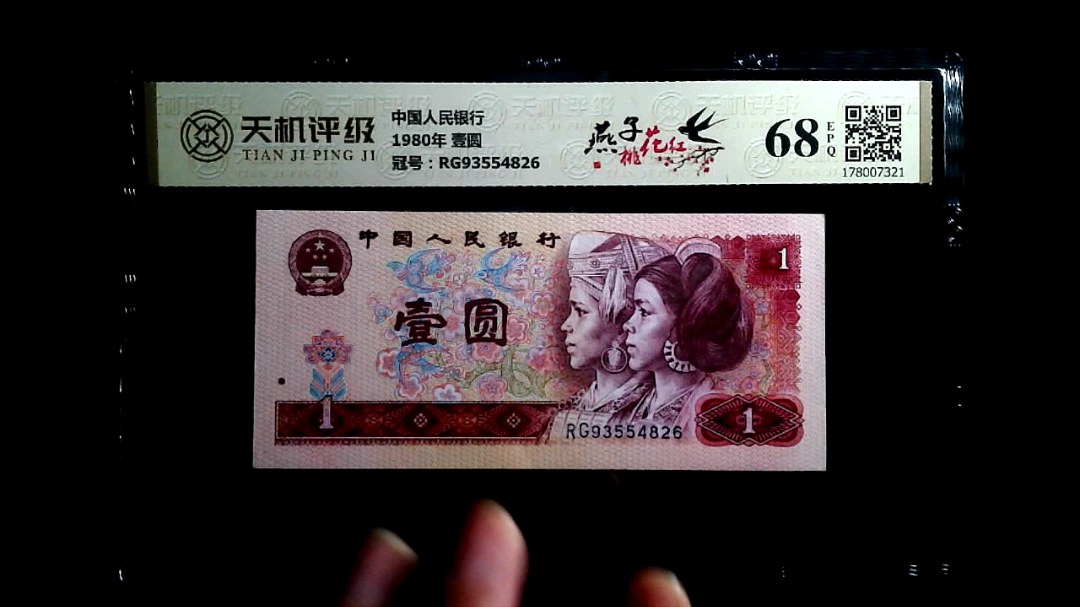 天机评级
TIAN JI PING JI
中国人民银行
1980年 壹圆
冠号：RG93554826
燕子
桃花红
68
EPQ
178007321
中国人民银行
1
壹圆
1
RG93554826
1